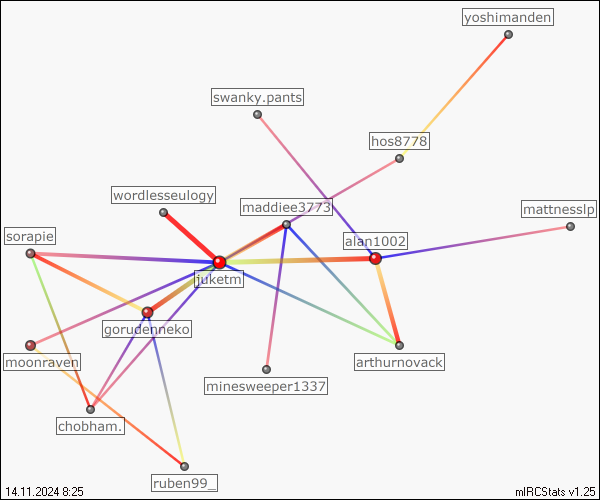 yoshimanden
swanky.pants
hos8778
wordlesseulogy
maddiee3773
mattnesslp
sorapie
alan1002
juketm
gorudenneko
moonraven
arthurnovack
minesweeper1337
chobham.
ruben99_
14.11.2024 8:25
mIRCStats v1.25